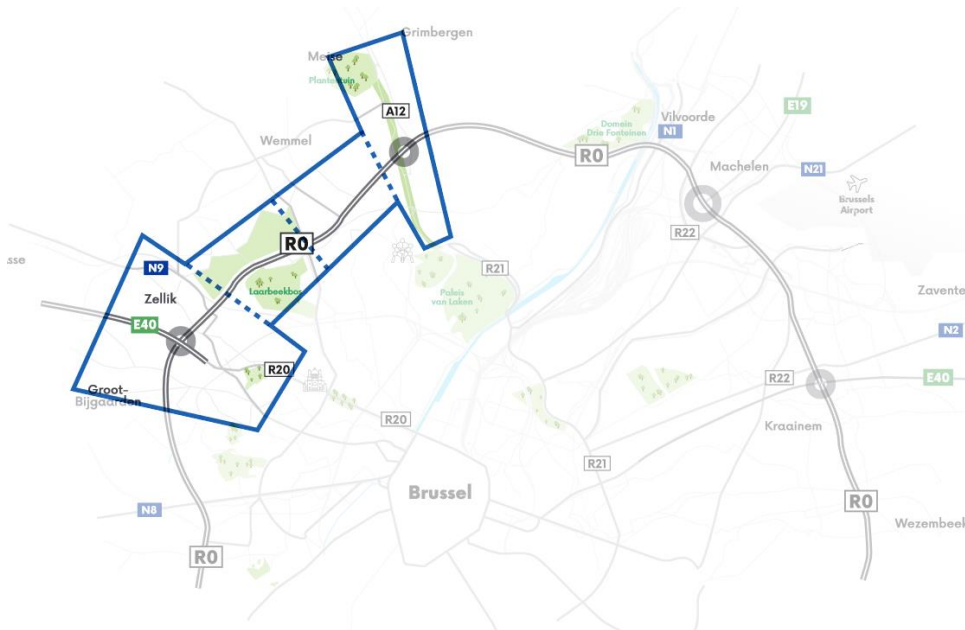 Grimbergen
Meise
Plantentuin
E19
A12
Vilvoorde
Domein
Drie Fonteinen
N1
Wemmel
R0
Machelen
N21
Brussels
Airport
R22
R0
sse
N9
R21
Laarbeekbos
Paleis
van Laken
Zellik
Zavente
E40
N2
R20
R22
E40
Groot-
Bijgaarden
R20
Kraainem
R21
Brussel
R0
N8
Wezembeek
R0